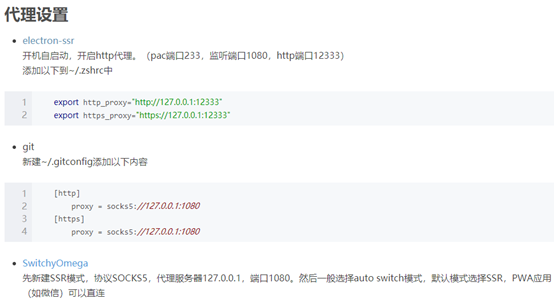 代理设置
electron-ssr
开机自启动，开启http代理。（pac端口233，监听端口1080，http端口12333）
添加以下到~/.zshrc中
1 export http_proxy="http://127.0.0.1:12333"
2 export https_proxy="https://127.0.0.1:12333"
git
新建~/.gitconfig添加以下内容
1 [http]
2 proxy = socks5://127.0.0.1:1080
3 [https]
4 proxy = socks5://127.0.0.1:1080
SwitchyOmega
先新建SSR模式，协议SOCKS5，代理服务器127.0.0.1，端口1080。然后一般选择auto switch模式，默认模式选择SSR，PWA应用
（如微信）可以直连